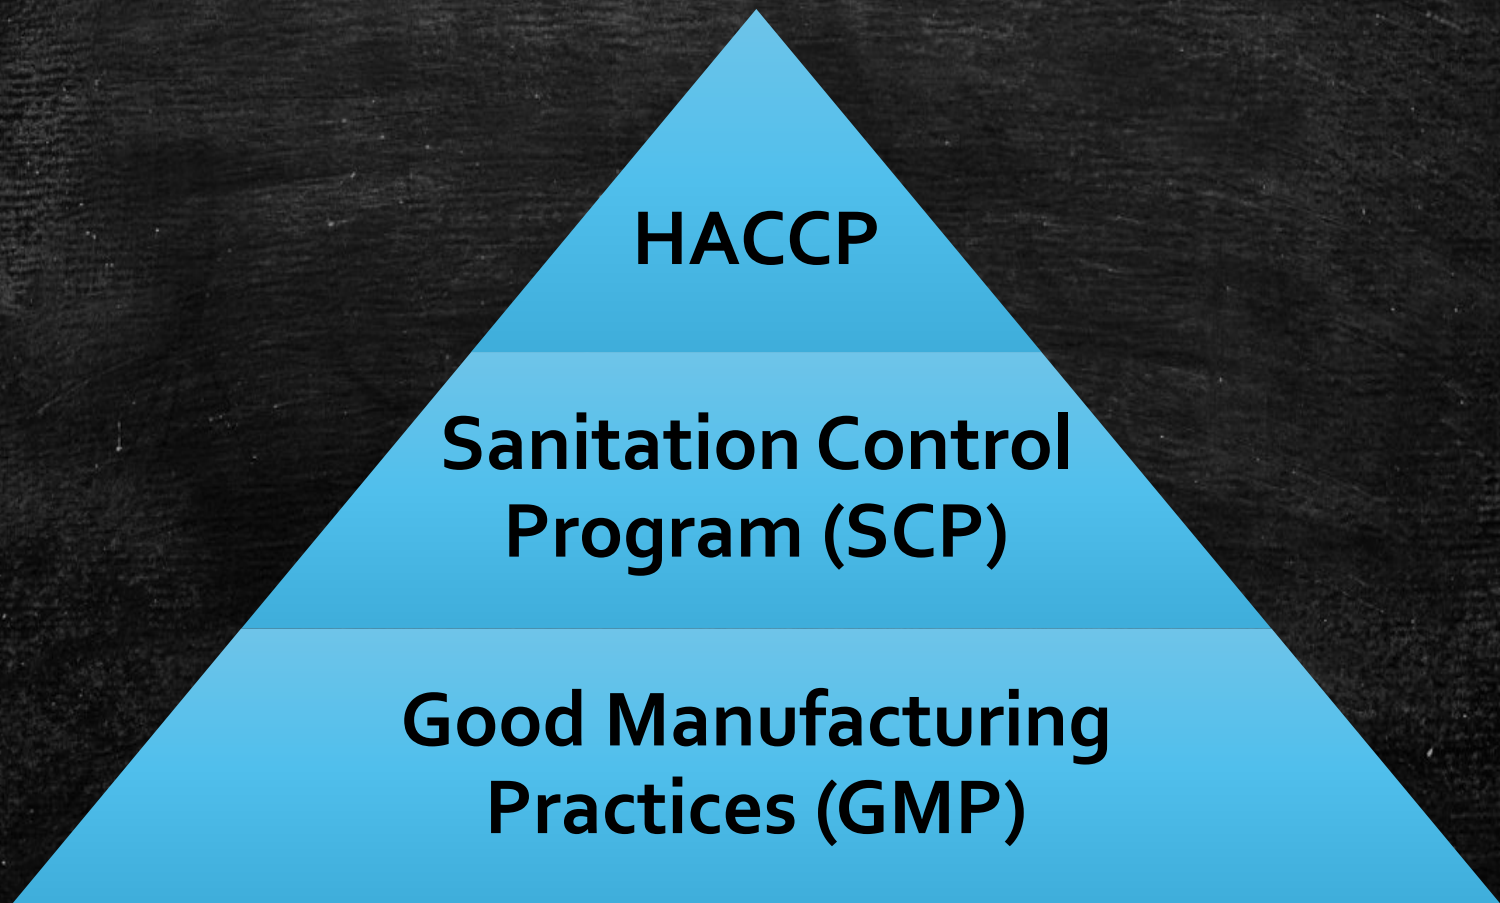 HACCP
Sanitation Control
Program (SCP)
Good Manufacturing
Practices (GMP)